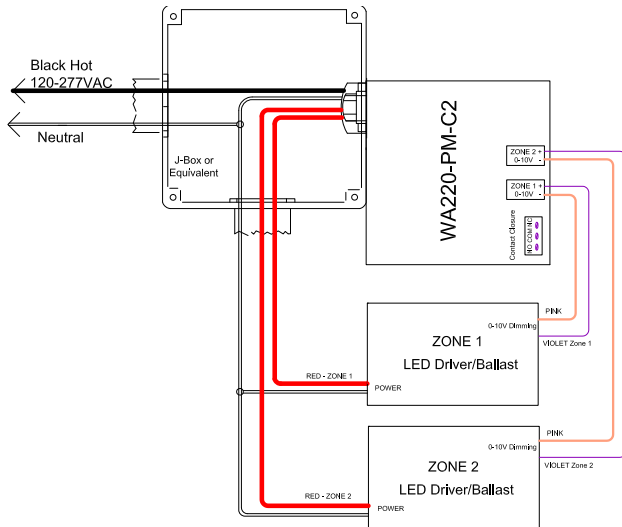 Black Hot
120-277VAC
Neutral
J-Box or
Equivalent
WA220-PM-C2
ZONE 2 +
0-10V -
ZONE 1 +
0-10V -
Contact Closure
NO COM NC
PINK
0-10V Dimming
ZONE 1
LED Driver/Ballast
VIOLET Zone 1
RED - ZONE 1
POWER
PINK
0-10V Dimming
ZONE 2
LED Driver/Ballast
VIOLET Zone 2
RED - ZONE 2
POWER